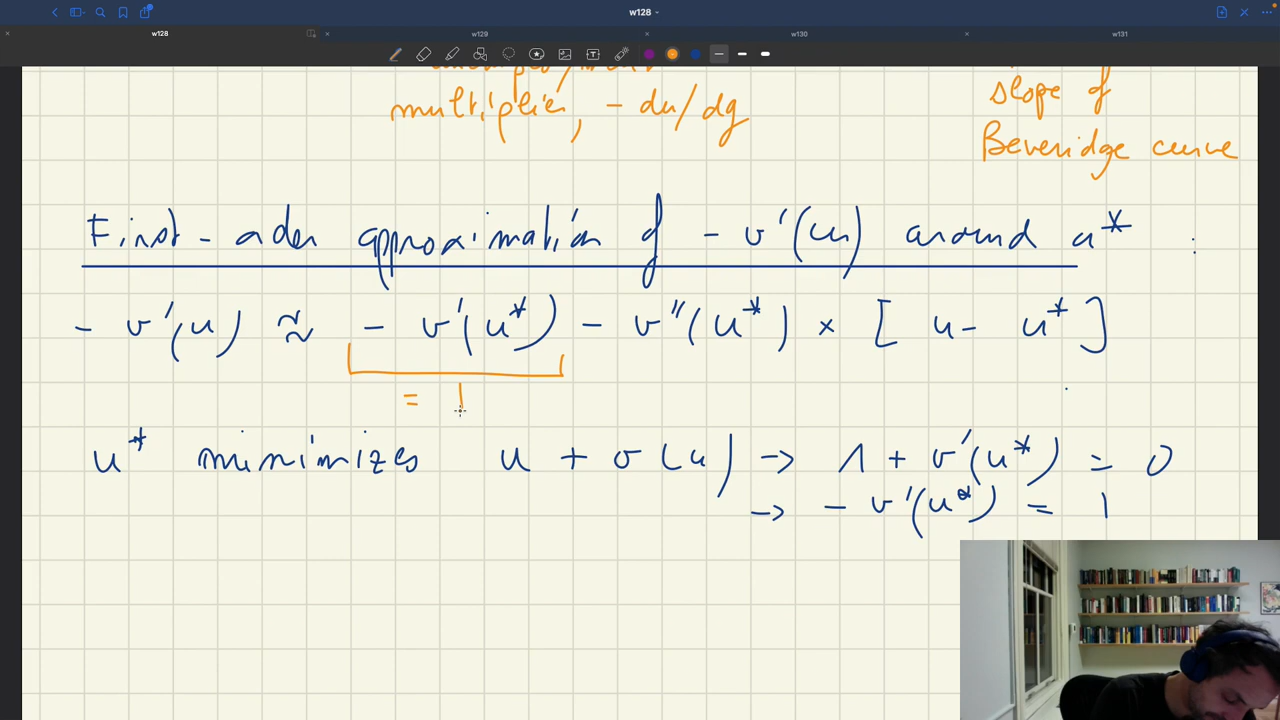 w128
w128
w129
w130
w131
multiplier, - du/dg
slope of
Beveridge curve
First-order approximation of - v'(u) around u* :
- v'(u) ≈ - v'(u*) - v''(u*) × [ u - u* ]
= 1
u* minimizes u + v(u) → 1 + v'(u*) = 0
→ - v'(u*) = 1